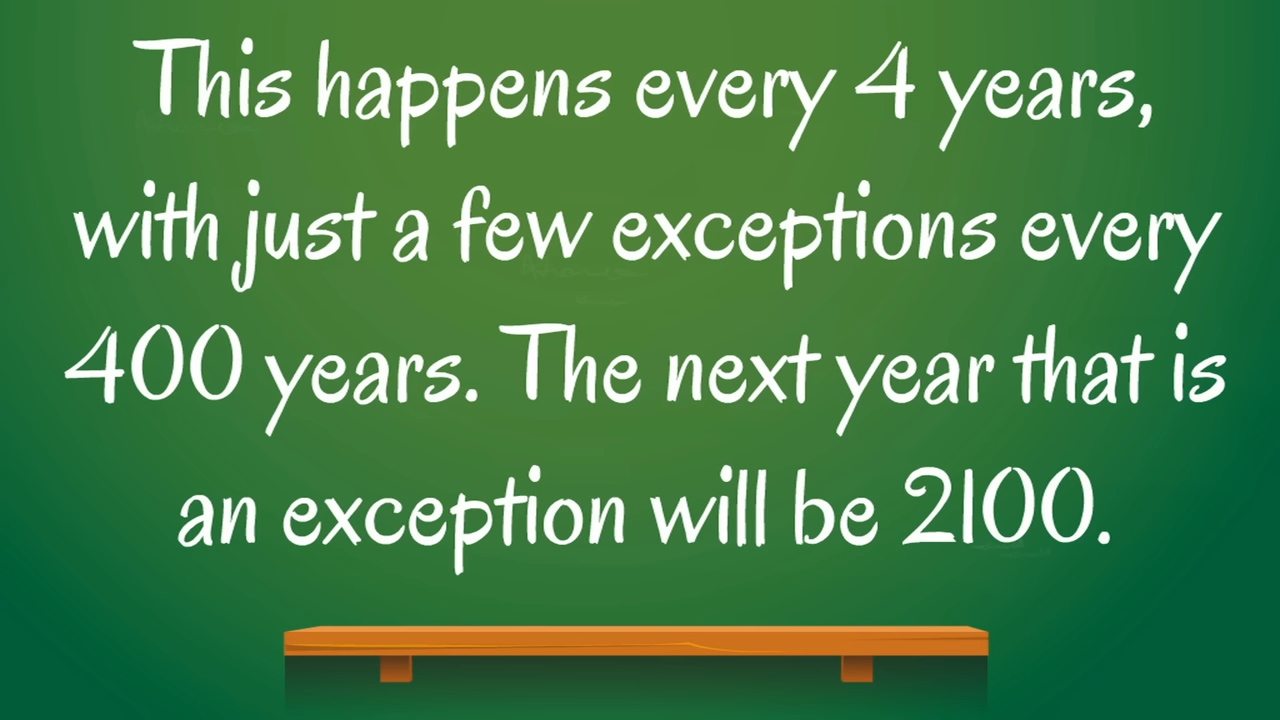 This happens every 4 years,
with just a few exceptions every
400 years. The next year that is
an exception will be 2100.